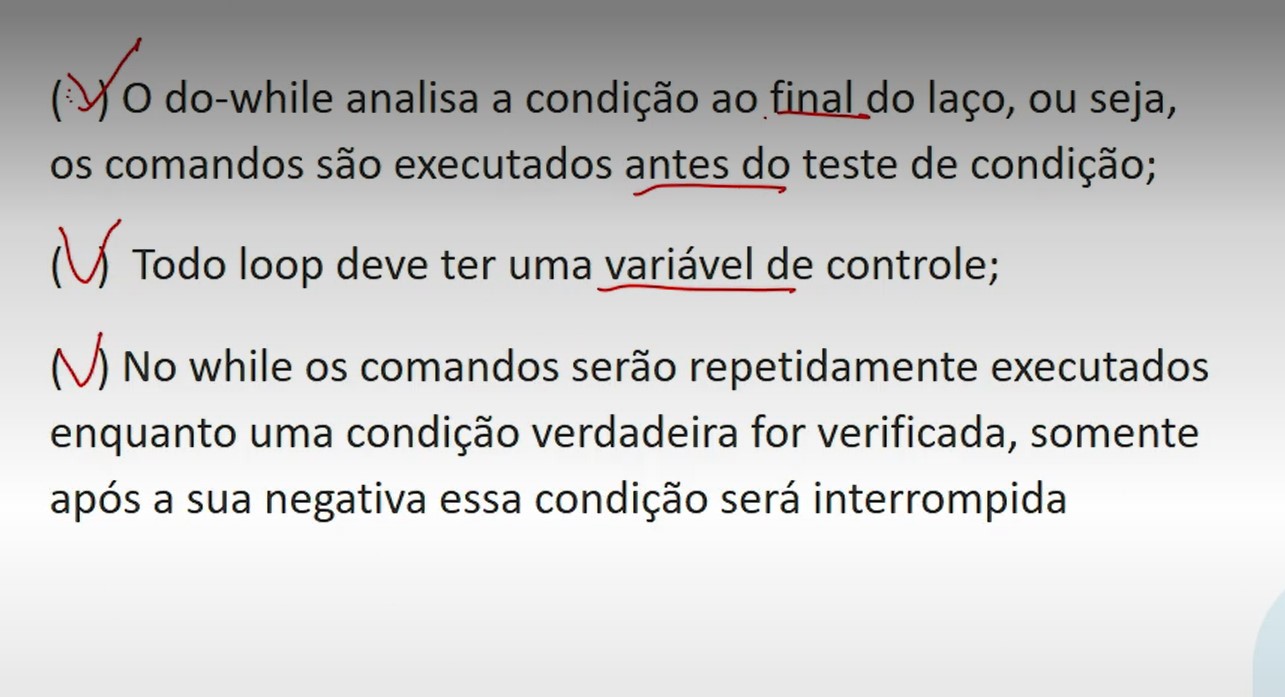 (V) O do-while analisa a condição ao final do laço, ou seja,
os comandos são executados antes do teste de condição;
(V) Todo loop deve ter uma variável de controle;
(V) No while os comandos serão repetidamente executados
enquanto uma condição verdadeira for verificada, somente
após a sua negativa essa condição será interrompida